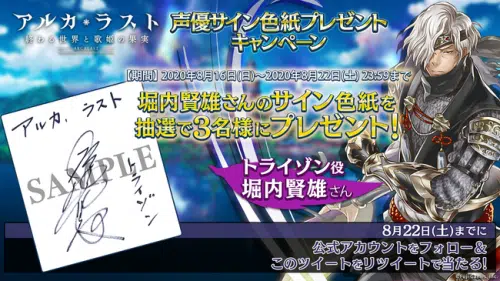 アルカ・ラスト
終わる世界と歌姫の果実
声優サイン色紙プレゼント
キャンペーン
【期間】2020年8月16日(日)~2020年8月22日(土) 23:59まで
堀内賢雄さんのサイン色紙を
抽選で3名様にプレゼント!
アルカ、ラスト
SAMPLE
トライゾン
トライゾン役
堀内賢雄さん
8月22日(土)までに
公式アカウントをフォロー&
このツイートをリツイートで当たる!